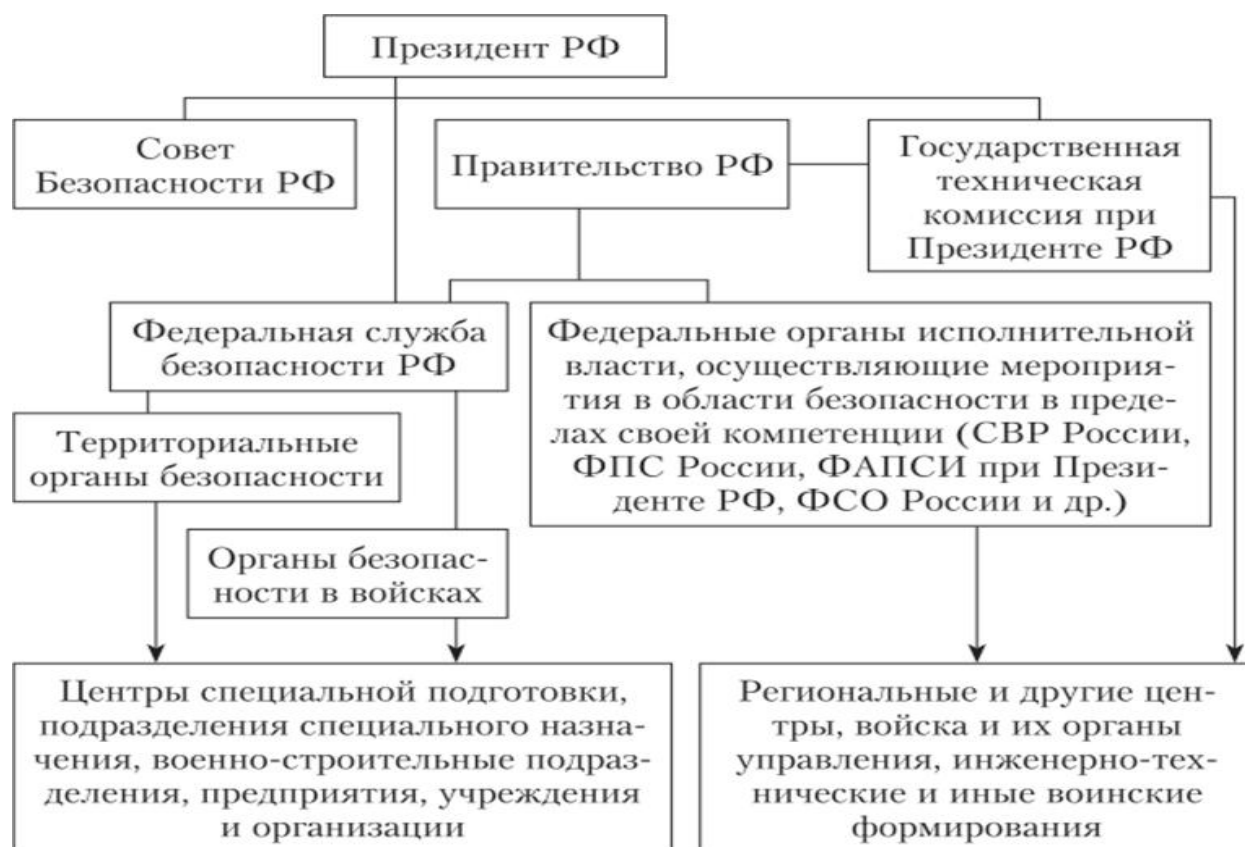 Президент РФ
Совет
Безопасности РФ
Правительство РФ
Государственная
техническая
комиссия при
Президенте РФ
Федеральная служба
безопасности РФ
Федеральные органы исполнительной
власти, осуществляющие мероприя-
тия в области безопасности в преде-
лах своей компетенции (СВР России,
ФПС России, ФАПСИ при Прези-
денте РФ, ФСО России и др.)
Территориальные
органы безопасности
Органы безопас-
ности в войсках
Центры специальной подготовки,
подразделения специального назна-
чения, военно-строительные подраз-
деления, предприятия, учреждения
и организации
Региональные и другие цен-
тры, войска и их органы
управления, инженерно-тех-
нические и иные воинские
формирования